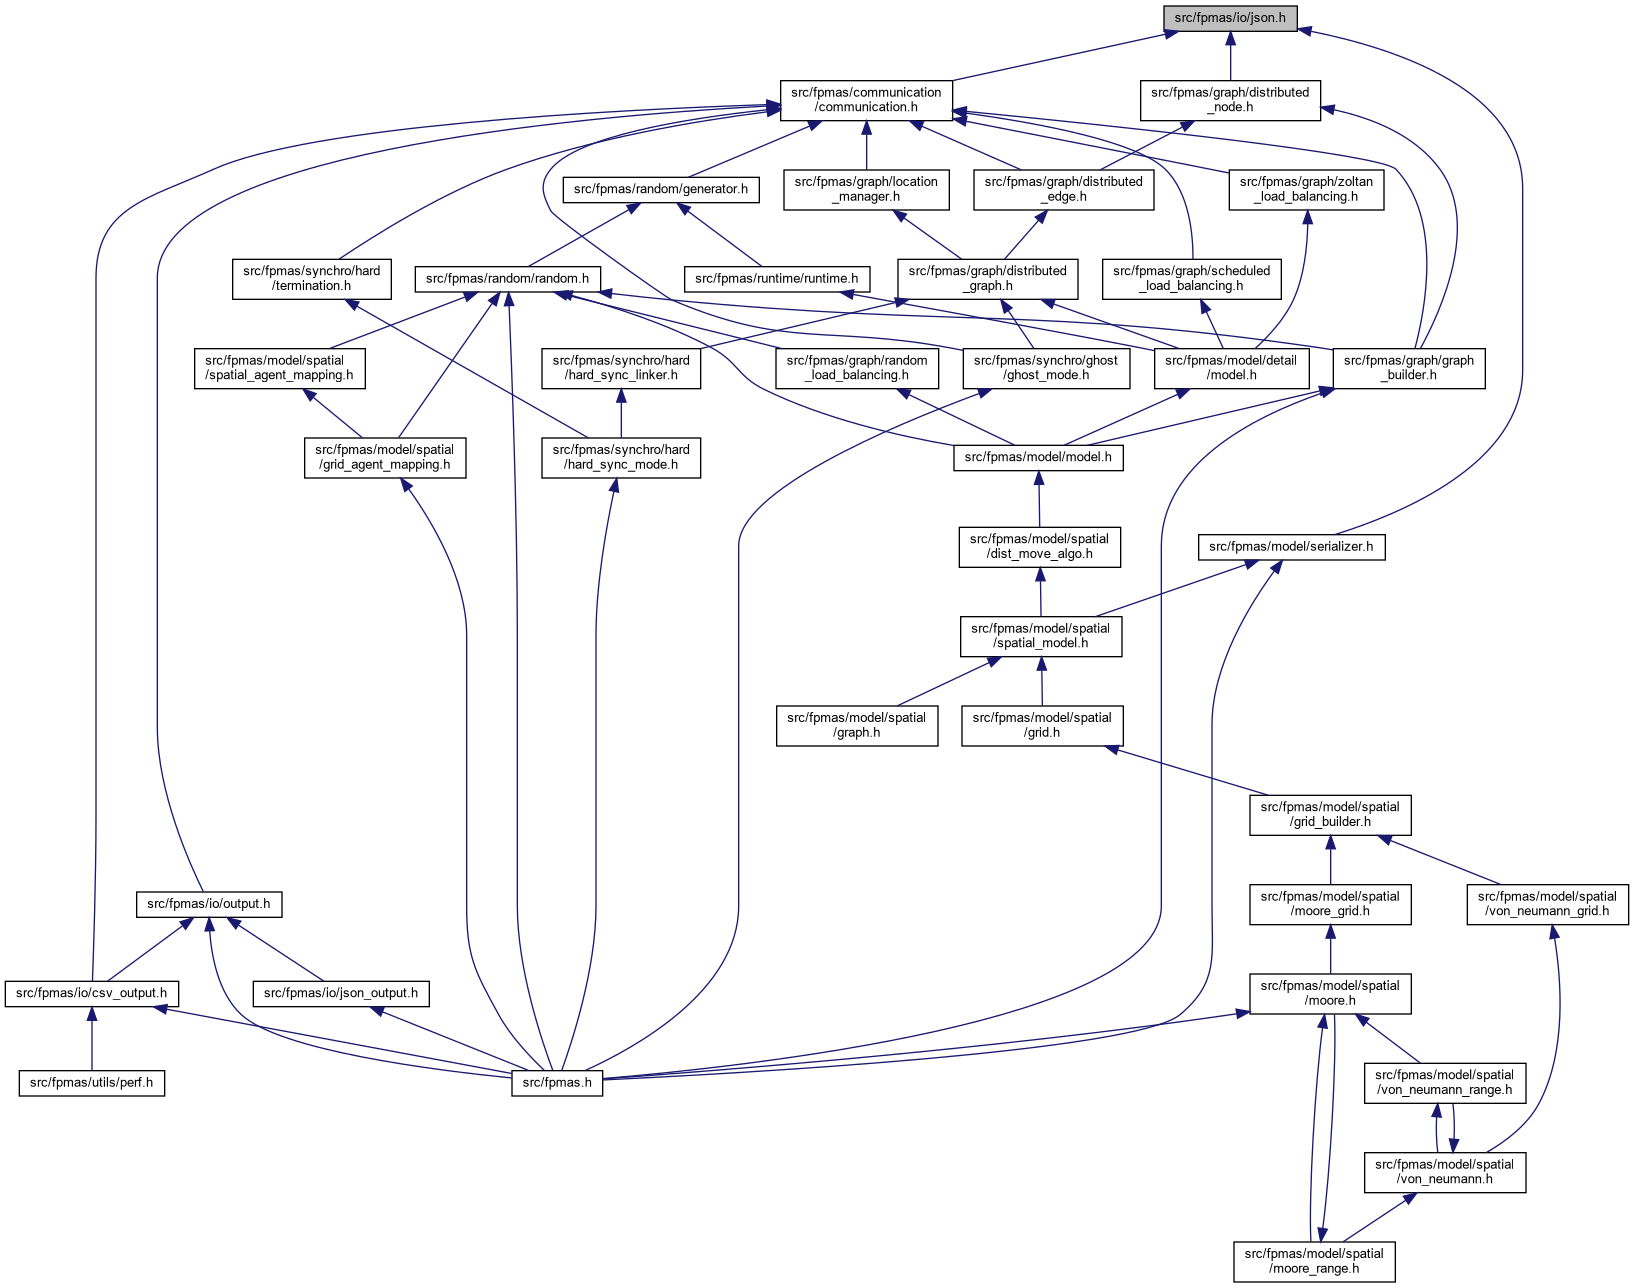 src/fpmas/io/json.h
src/fpmas/communication
/communication.h
src/fpmas/graph/distributed
_node.h
src/fpmas/random/generator.h
src/fpmas/graph/location
_manager.h
src/fpmas/graph/distributed
_edge.h
src/fpmas/graph/zoltan
_load_balancing.h
src/fpmas/synchro/hard
/termination.h
src/fpmas/random/random.h
src/fpmas/runtime/runtime.h
src/fpmas/graph/distributed
_graph.h
src/fpmas/graph/scheduled
_load_balancing.h
src/fpmas/model/spatial
/spatial_agent_mapping.h
src/fpmas/synchro/hard
/hard_sync_linker.h
src/fpmas/graph/random
_load_balancing.h
src/fpmas/synchro/ghost
/ghost_mode.h
src/fpmas/model/detail
/model.h
src/fpmas/graph/graph
_builder.h
src/fpmas/model/spatial
/grid_agent_mapping.h
src/fpmas/synchro/hard
/hard_sync_mode.h
src/fpmas/model/model.h
src/fpmas/model/spatial
/dist_move_algo.h
src/fpmas/model/serializer.h
src/fpmas/model/spatial
/spatial_model.h
src/fpmas/model/spatial
/graph.h
src/fpmas/model/spatial
/grid.h
src/fpmas/model/spatial
/grid_builder.h
src/fpmas/io/output.h
src/fpmas/model/spatial
/moore_grid.h
src/fpmas/model/spatial
/von_neumann_grid.h
src/fpmas/io/csv_output.h
src/fpmas/io/json_output.h
src/fpmas/model/spatial
/moore.h
src/fpmas/utils/perf.h
src/fpmas.h
src/fpmas/model/spatial
/von_neumann_range.h
src/fpmas/model/spatial
/von_neumann.h
src/fpmas/model/spatial
/moore_range.h